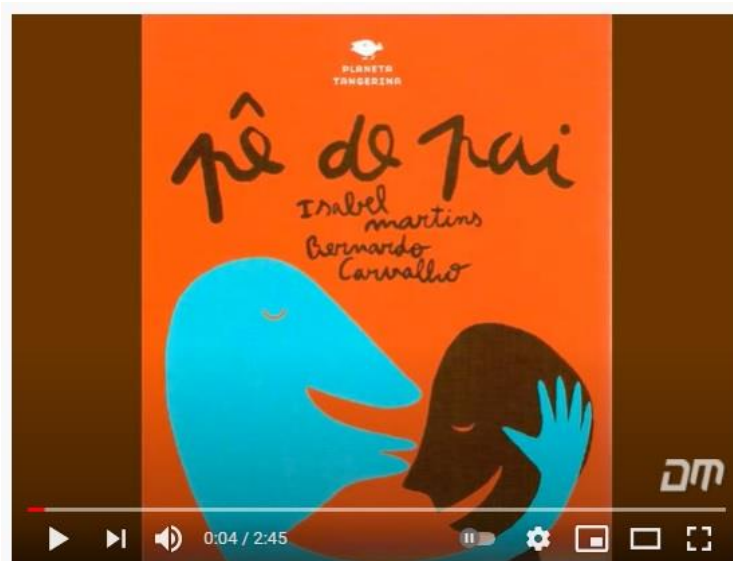 PLANETA
TANGERINA
pê de pai
Isabel
martins
Bernardo
Carvalho
DM
0:04 / 2:45